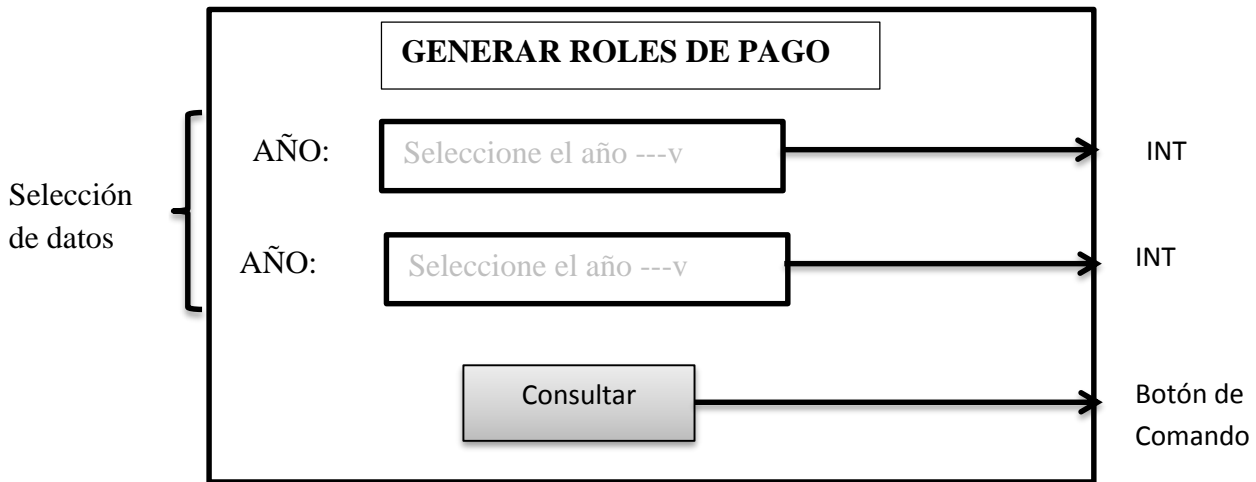 GENERAR ROLES DE PAGO
AÑO:
Seleccione el año ---v
INT
Selección
de datos
AÑO:
Seleccione el año ---v
INT
Consultar
Botón de
Comando